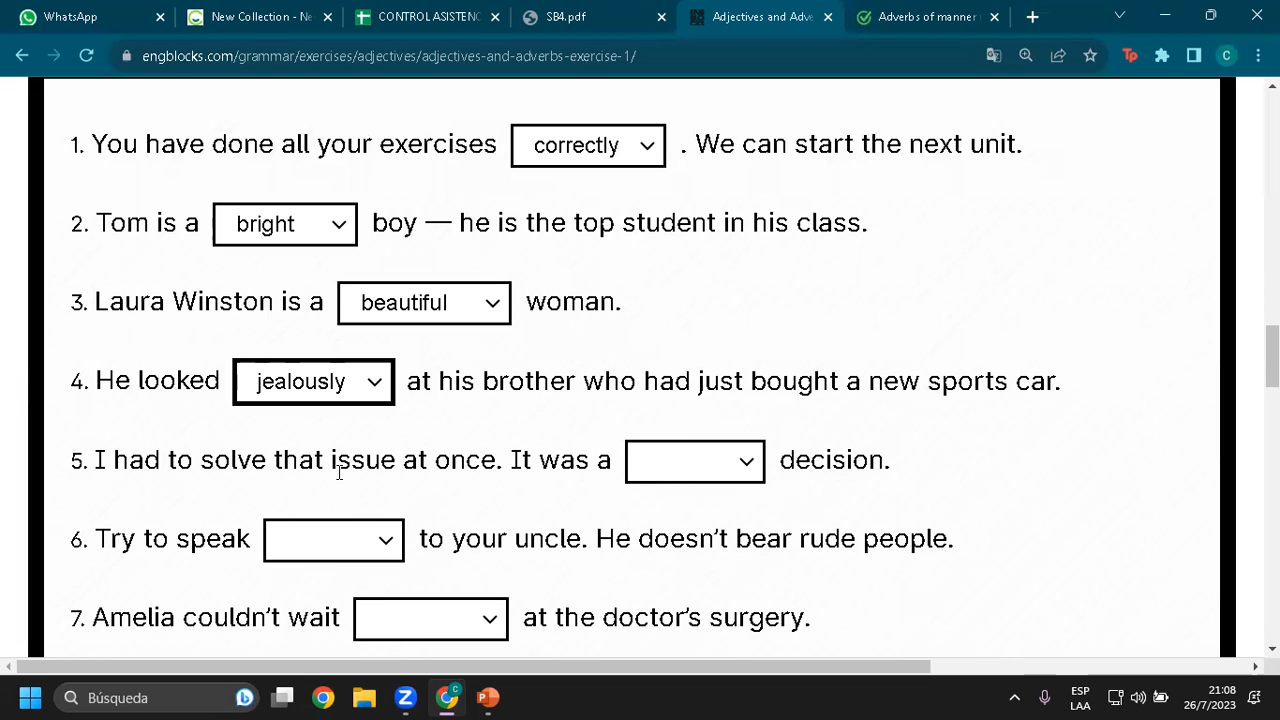 WhatsApp
New Collection - Ne
CONTROL ASISTENC
SB4.pdf
Adjectives and Adve
Adverbs of manner
engblocks.com/grammar/exercises/adjectives/adjectives-and-adverbs-exercise-1/
Tp
C
1. You have done all your exercises correctly . We can start the next unit.
2. Tom is a bright boy — he is the top student in his class.
3. Laura Winston is a beautiful woman.
4. He looked jealously at his brother who had just bought a new sports car.
5. I had to solve that issue at once. It was a decision.
6. Try to speak to your uncle. He doesn't bear rude people.
7. Amelia couldn't wait at the doctor's surgery.
Búsqueda
ESP
LAA
21:08
26/7/2023